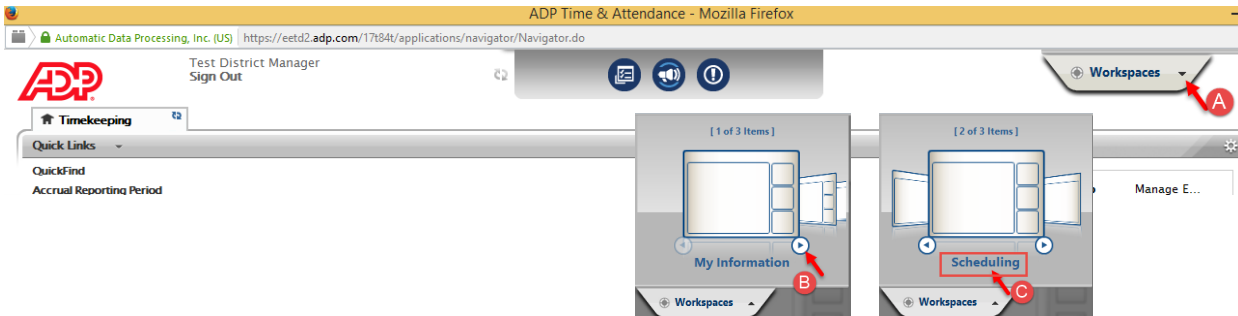 ADP Time & Attendance - Mozilla Firefox
Automatic Data Processing, Inc. (US) https://eetd2.adp.com/17t84t/applications/navigator/Navigator.do
ADP
Test District Manager
Sign Out
Workspaces
A
Timekeeping
Quick Links
QuickFind
Accrual Reporting Period
[ 1 of 3 Items ]
My Information
B
Workspaces
[ 2 of 3 Items ]
Scheduling
C
Workspaces
Manage E...